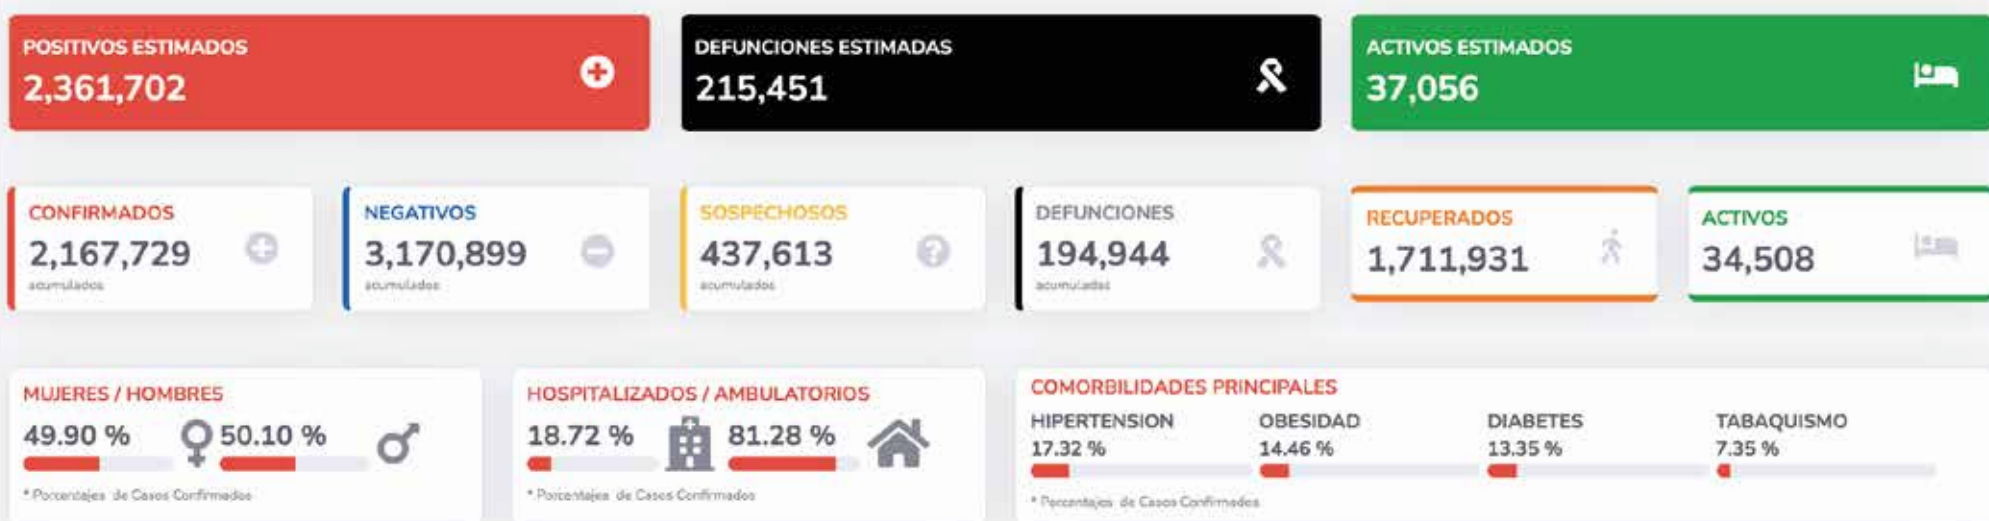 POSITIVOS ESTIMADOS
2,361,702
DEFUNCIONES ESTIMADAS
215,451
ACTIVOS ESTIMADOS
37,056
CONFIRMADOS
2,167,729
acumulados
NEGATIVOS
3,170,899
acumulados
SOSPECHOSOS
437,613
acumulados
DEFUNCIONES
194,944
acumuladas
RECUPERADOS
1,711,931
ACTIVOS
34,508
MUJERES / HOMBRES
49.90 % 50.10 %
* Porcentajes de Casos Confirmados
HOSPITALIZADOS / AMBULATORIOS
18.72 % 81.28 %
* Porcentajes de Casos Confirmados
COMORBILIDADES PRINCIPALES
HIPERTENSION OBESIDAD DIABETES TABAQUISMO
17.32 % 14.46 % 13.35 % 7.35 %
* Porcentajes de Casos Confirmados